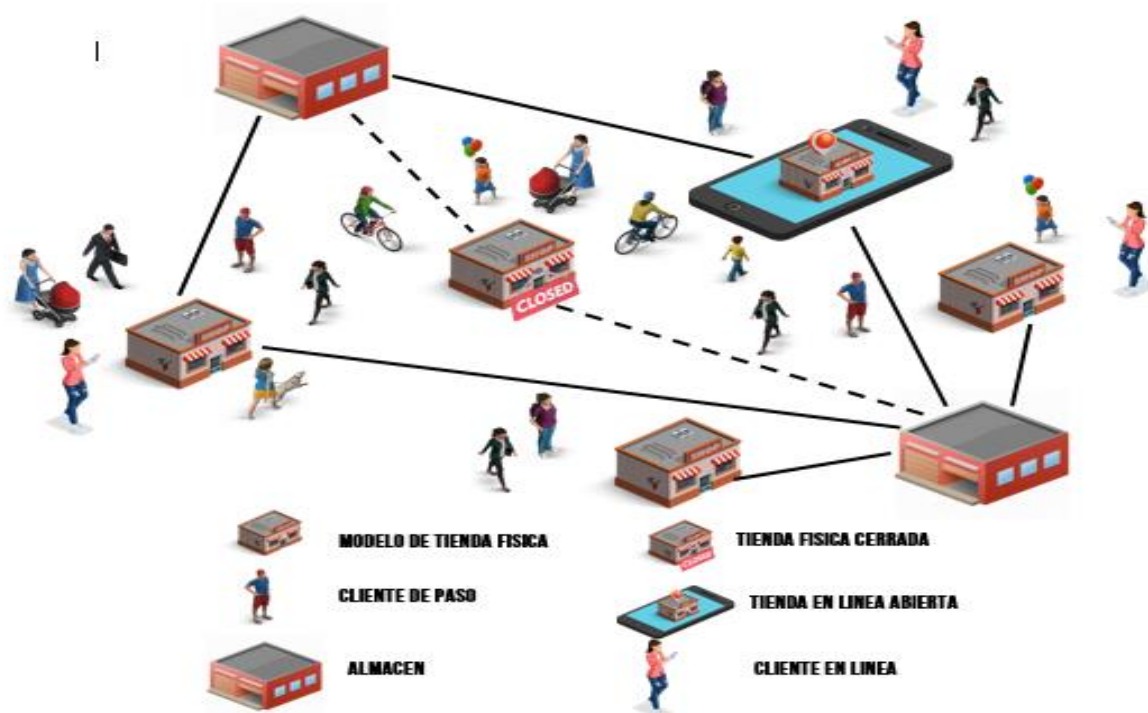 CLOSED
MODELO DE TIENDA FISICA
TIENDA FISICA CERRADA
CLOSED
CLIENTE DE PASO
TIENDA EN LINEA ABIERTA
ALMACEN
CLIENTE EN LINEA